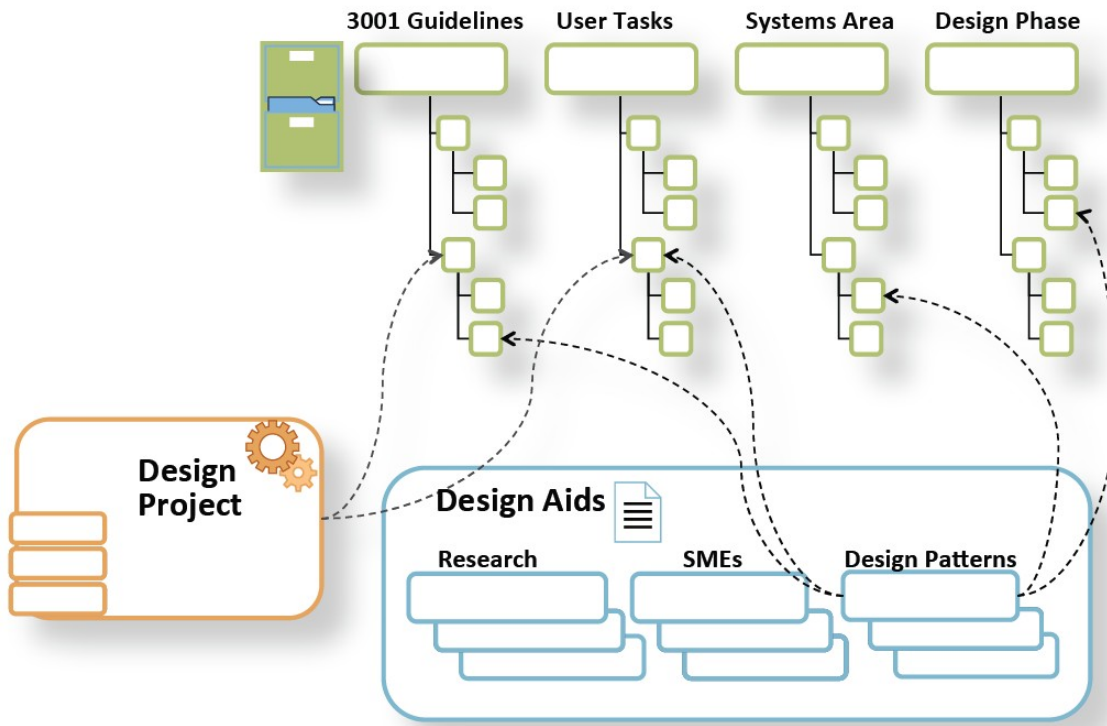 3001 Guidelines
User Tasks
Systems Area
Design Phase
Design
Project
Design Aids
Research
SMEs
Design Patterns